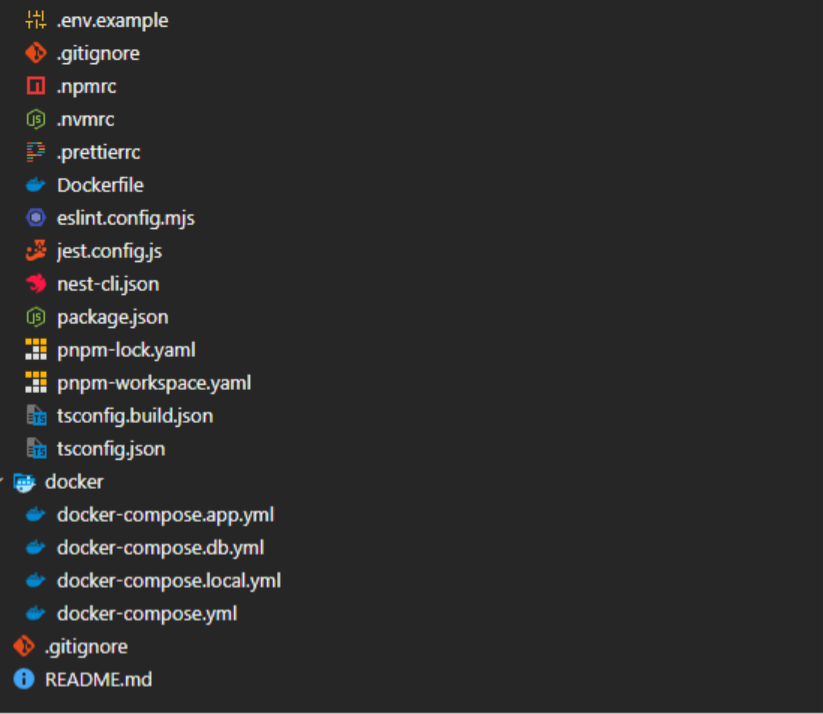 .env.example
.gitignore
.npmrc
.nvmrc
.prettierrc
Dockerfile
eslint.config.mjs
jest.config.js
nest-cli.json
package.json
pnpm-lock.yaml
pnpm-workspace.yaml
tsconfig.build.json
tsconfig.json
docker
docker-compose.app.yml
docker-compose.db.yml
docker-compose.local.yml
docker-compose.yml
.gitignore
README.md